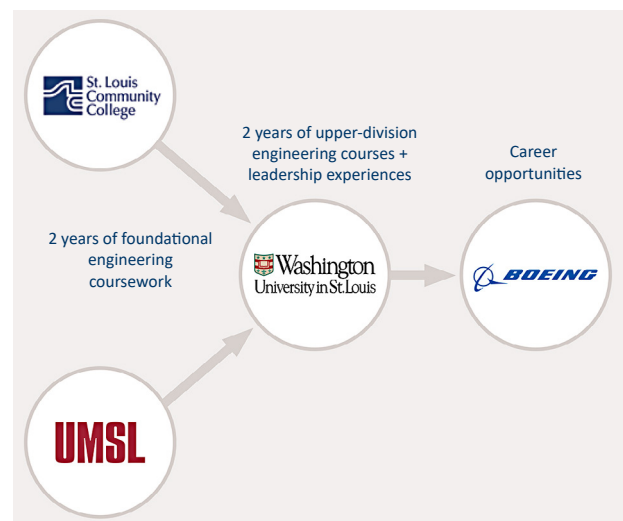 St. Louis
Community
College
2 years of upper-division
engineering courses +
leadership experiences
Career
opportunities
2 years of foundational
engineering
coursework
Washington
University in St. Louis
BOEING
UMSL